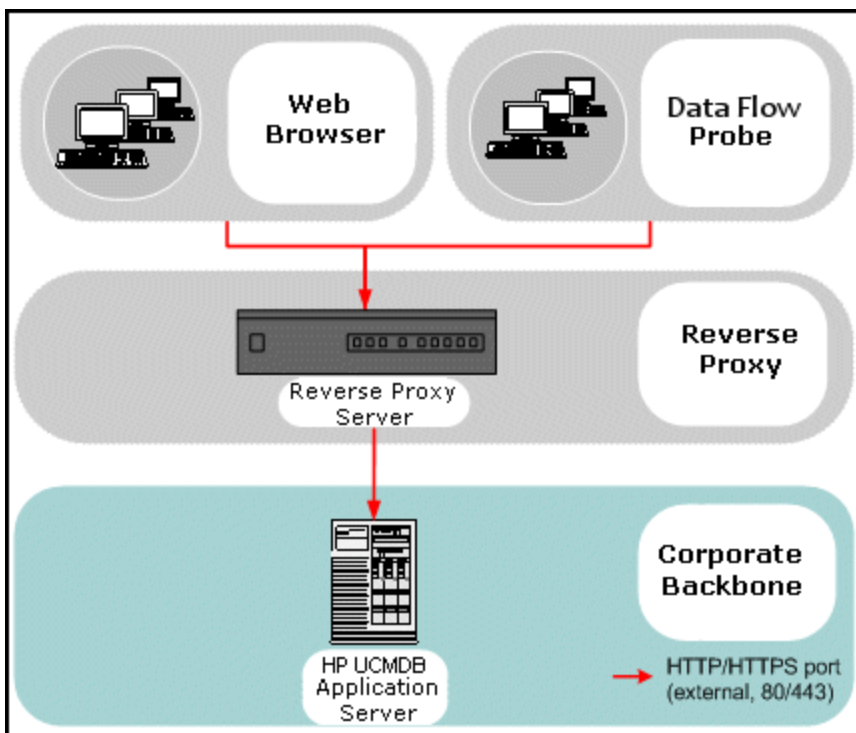 Web
Browser
Data Flow
Probe
Reverse
Proxy
Reverse Proxy
Server
Corporate
Backbone
HP UCMDB
Application
Server
HTTP/HTTPS port
(external, 80/443)